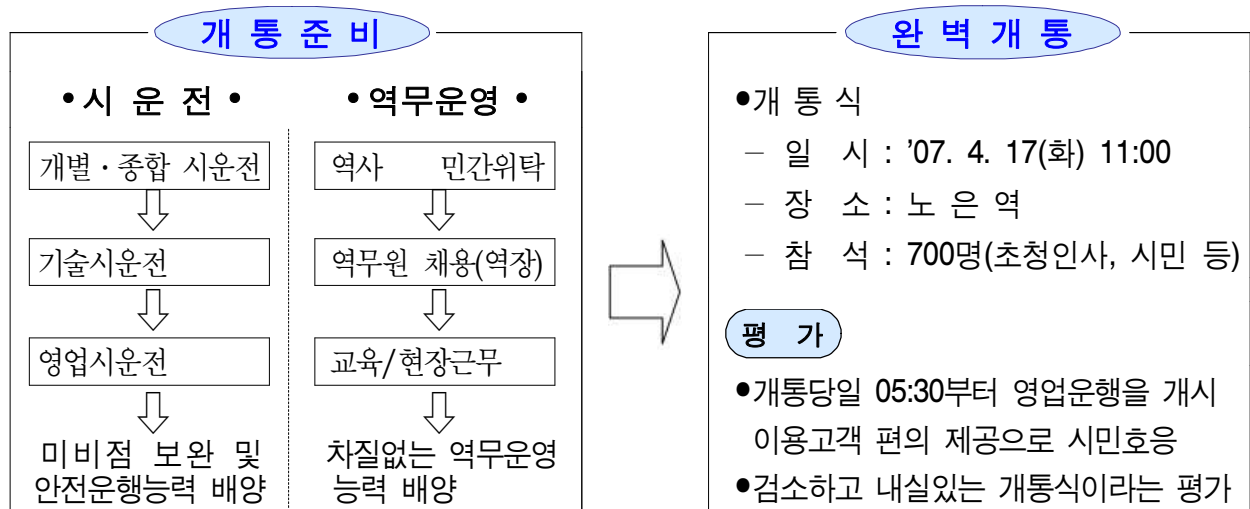 개 통 준 비
• 시 운 전 •
개별·종합 시운전
기술시운전
영업시운전
미비점 보완 및
안전운행능력 배양
• 역무운영 •
역사 민간위탁
역무원 채용(역장)
교육/현장근무
차질없는 역무운영
능력 배양
완 벽 개 통
●개 통 식
－ 일 시 : '07. 4. 17(화) 11:00
－ 장 소 : 노 은 역
－ 참 석 : 700명(초청인사, 시민 등)
평 가
●개통당일 05:30부터 영업운행을 개시
이용고객 편의 제공으로 시민호응
●검소하고 내실있는 개통식이라는 평가